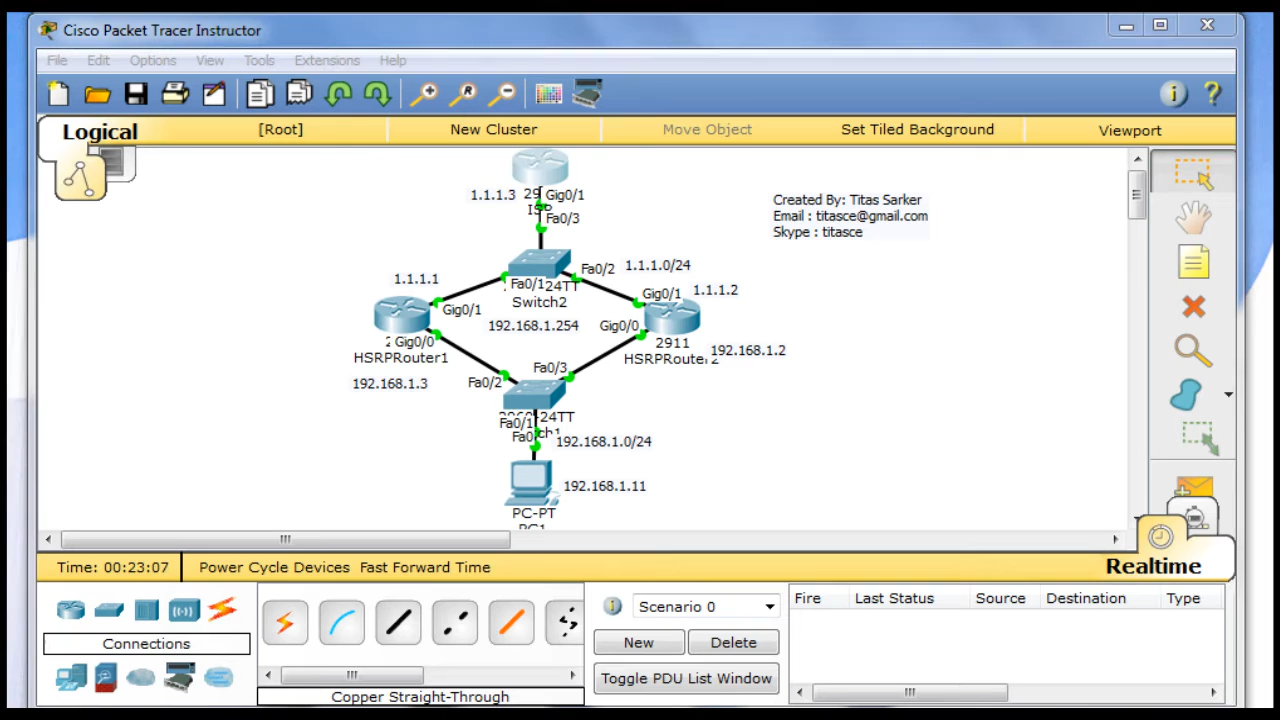 Cisco Packet Tracer Instructor
File Edit Options View Tools Extensions Help
Logical [Root] New Cluster Move Object Set Tiled Background Viewport
1.1.1.3 Gig0/1
Fa0/3
Created By: Titas Sarker
Email : titasce@gmail.com
Skype : titasce
1.1.1.1 Fa0/1 24TT Fa0/2 1.1.1.0/24
Switch2
Gig0/1 Gig0/1 1.1.1.2
192.168.1.254 Gig0/0
Gig0/0 2911
HSRPRouter1 192.168.1.2
192.168.1.3 Fa0/2 Fa0/3
24TT
Fa0/1
192.168.1.0/24
192.168.1.11
PC-PT
PC1
Time: 00:23:07 Power Cycle Devices Fast Forward Time Realtime
Connections
Copper Straight-Through
Scenario 0
New Delete
Toggle PDU List Window
Fire Last Status Source Destination Type